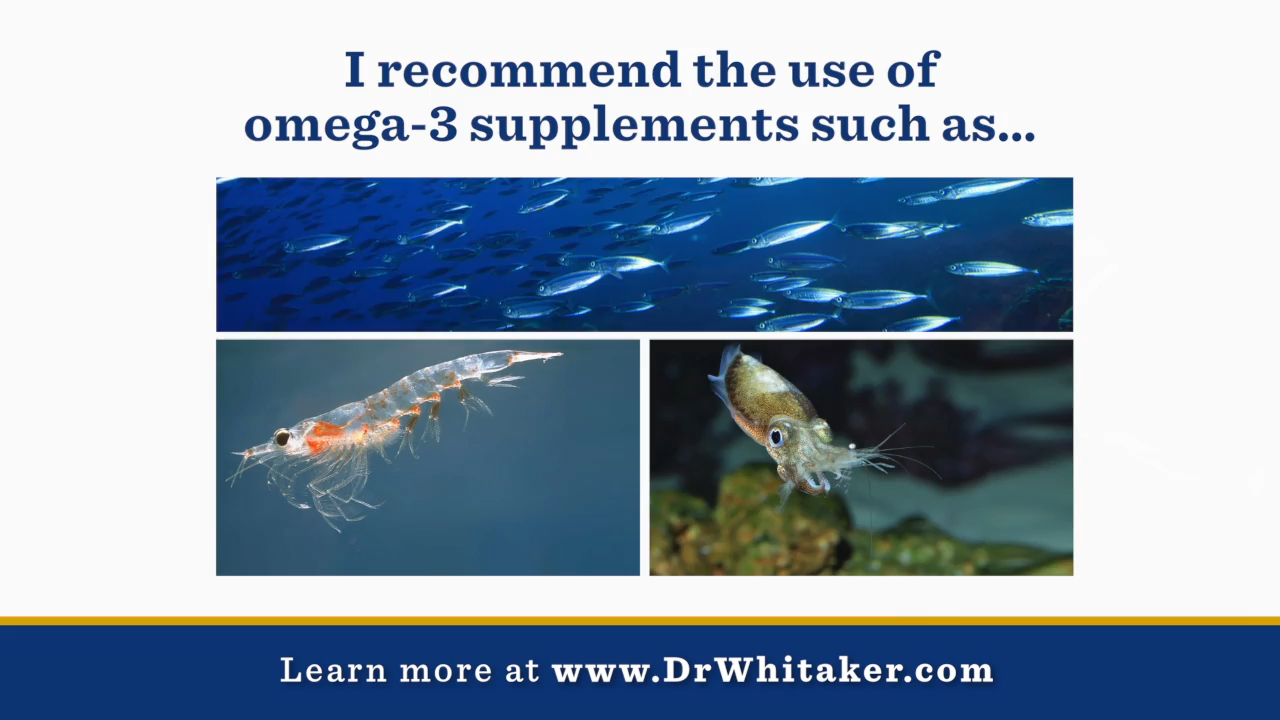 I recommend the use of
omega-3 supplements such as...
Learn more at www.DrWhitaker.com